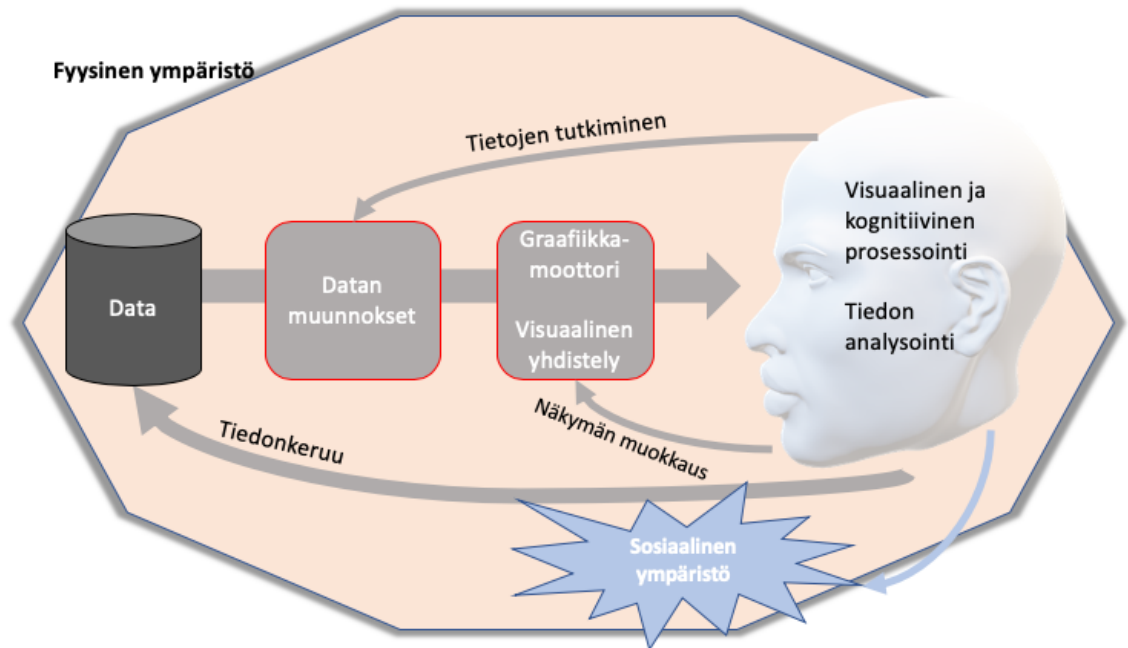 Fyysinen ympäristö
Tietojen tutkiminen
Visuaalinen ja
kognitiivinen
prosessointi
Tiedon
analysointi
Data
Datan
muunnokset
Graafiikka-
moottori
Visuaalinen
yhdistely
Näkymän muokkaus
Tiedonkeruu
Sosiaalinen
ympäristö